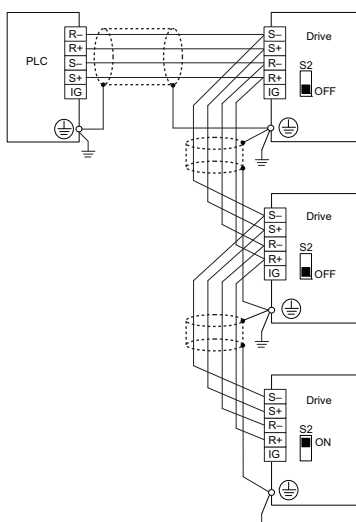 PLC
R–
R+
S–
S+
IG
S–
S+
R–
R+
IG
Drive
S2
OFF
S–
S+
R–
R+
IG
Drive
S2
OFF
S–
S+
R–
R+
IG
Drive
S2
ON